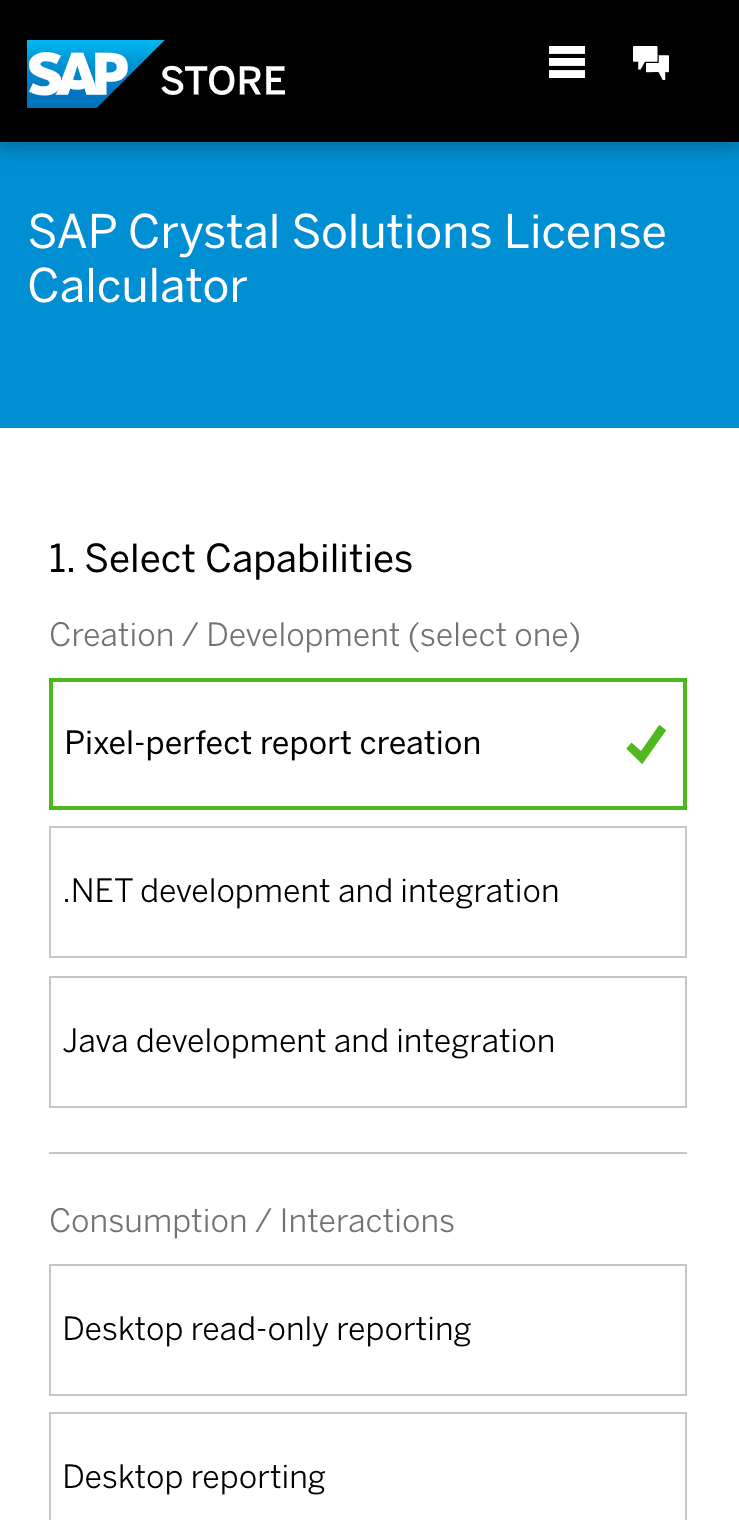 SAP STORE
SAP Crystal Solutions License
Calculator
1. Select Capabilities
Creation / Development (select one)
Pixel-perfect report creation
.NET development and integration
Java development and integration
Consumption / Interactions
Desktop read-only reporting
Desktop reporting